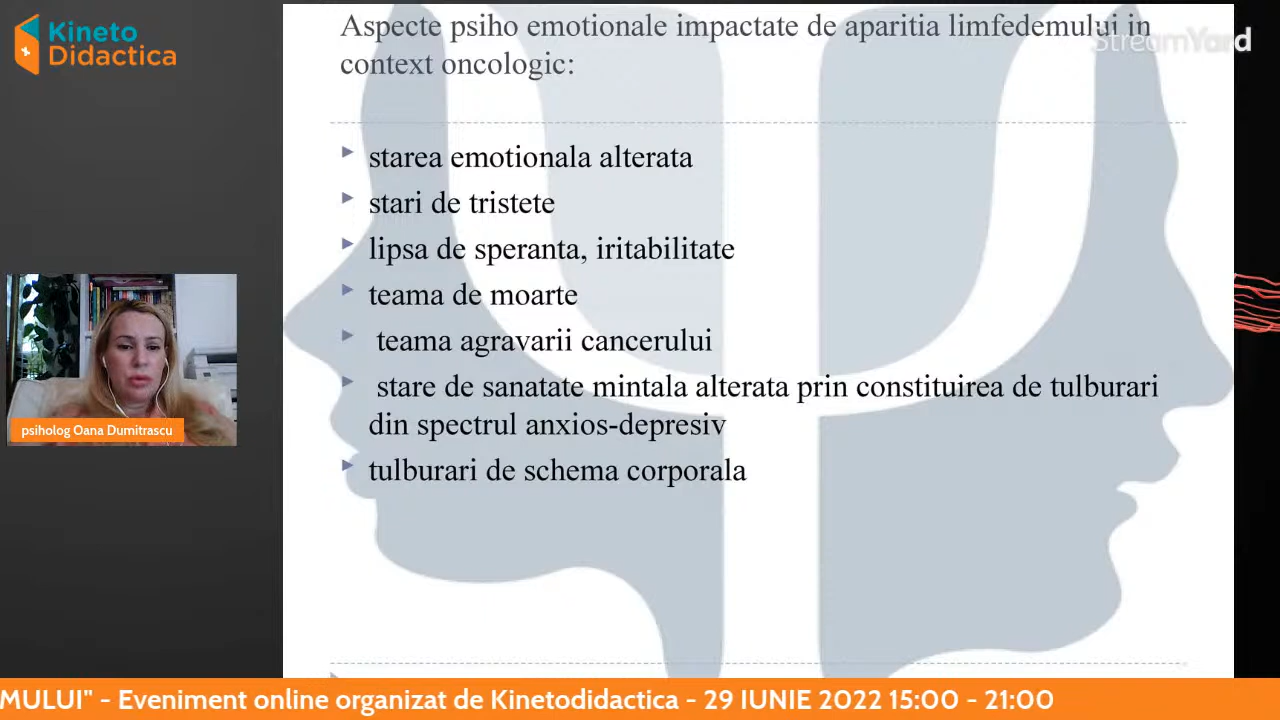 Kineto
Didactica
StreamYard
Aspecte psiho emotionale impactate de aparitia limfedemului in
context oncologic:
starea emotionala alterata
stari de tristete
lipsa de speranta, iritabilitate
teama de moarte
teama agravarii cancerului
stare de sanatate mintala alterata prin constituirea de tulburari
din spectrul anxios-depresiv
tulburari de schema corporala
psiholog Oana Dumitrascu
MULUI" - Eveniment online organizat de Kinetodidactica - 29 IUNIE 2022 15:00 - 21:00